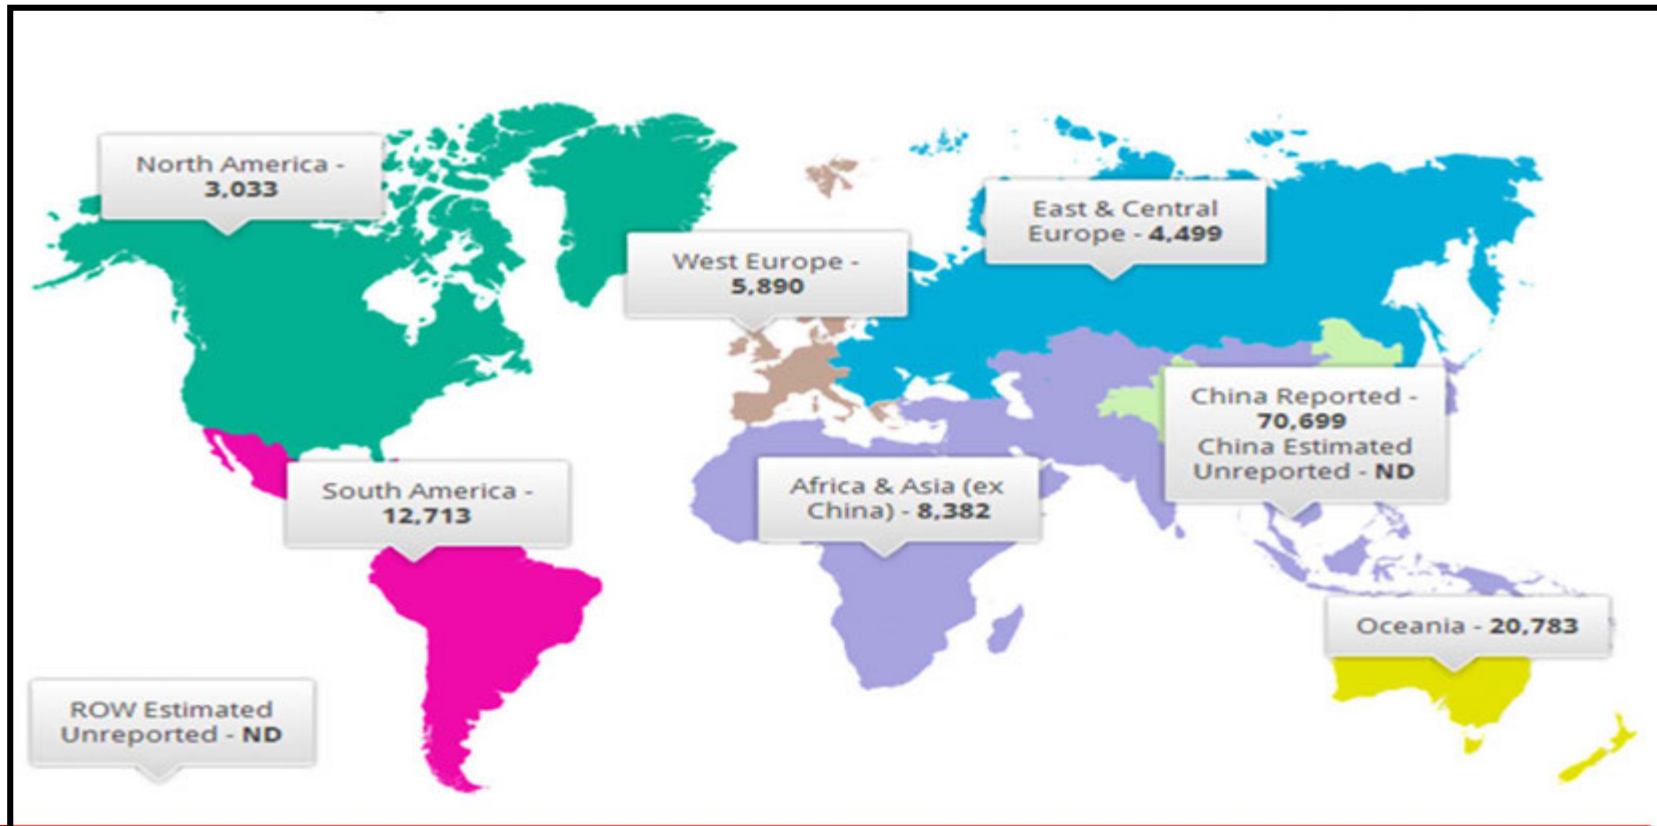 North America -
3,033
East & Central
Europe - 4,499
West Europe -
5,890
China Reported -
70,699
China Estimated
Unreported - ND
South America -
12,713
Africa & Asia (ex
China) - 8,382
Oceania - 20,783
ROW Estimated
Unreported - ND